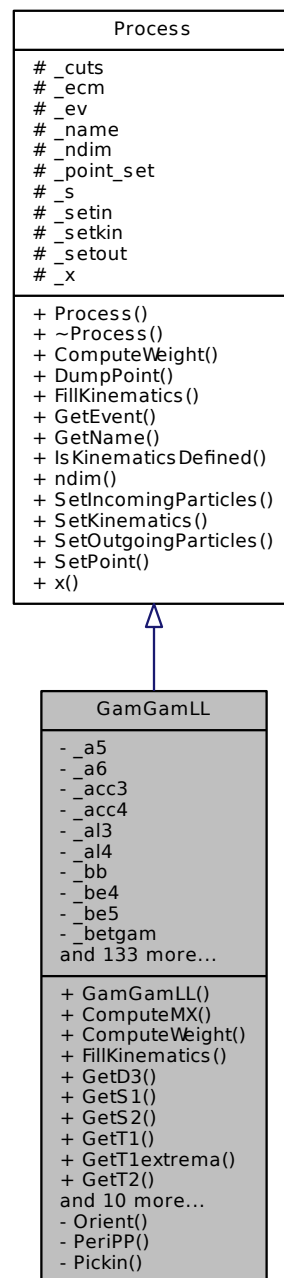 Process
# _cuts
# _ecm
# _ev
# _name
# _ndim
# _point_set
# _s
# _setin
# _setkin
# _setout
# _x
+ Process()
+ ~Process()
+ ComputeWeight()
+ DumpPoint()
+ FillKinematics()
+ GetEvent()
+ GetName()
+ IsKinematicsDefined()
+ ndim()
+ SetIncomingParticles()
+ SetKinematics()
+ SetOutgoingParticles()
+ SetPoint()
+ x()
GamGamLL
- _a5
- _a6
- _acc3
- _acc4
- _al3
- _al4
- _bb
- _be4
- _be5
- _betgam
and 133 more...
+ GamGamLL()
+ ComputeMX()
+ ComputeWeight()
+ FillKinematics()
+ GetD3()
+ GetS1()
+ GetS2()
+ GetT1()
+ GetT1extrema()
+ GetT2()
and 10 more...
- Orient()
- PeriPP()
- Pickin()